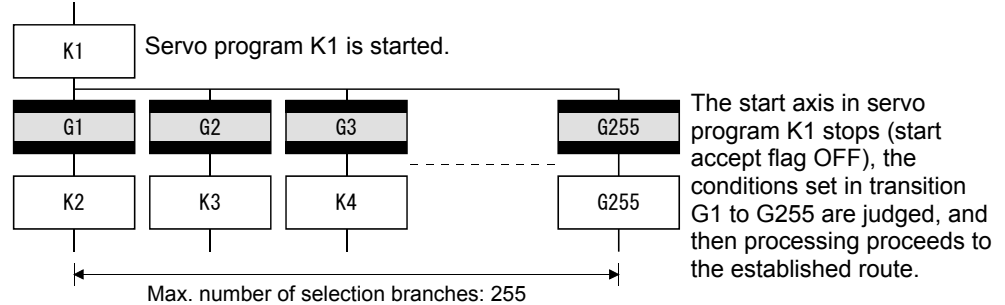 K1
Servo program K1 is started.
G1
G2
G3
G255
K2
K3
K4
G255
The start axis in servo
program K1 stops (start
accept flag OFF), the
conditions set in transition
G1 to G255 are judged, and
then processing proceeds to
the established route.
Max. number of selection branches: 255